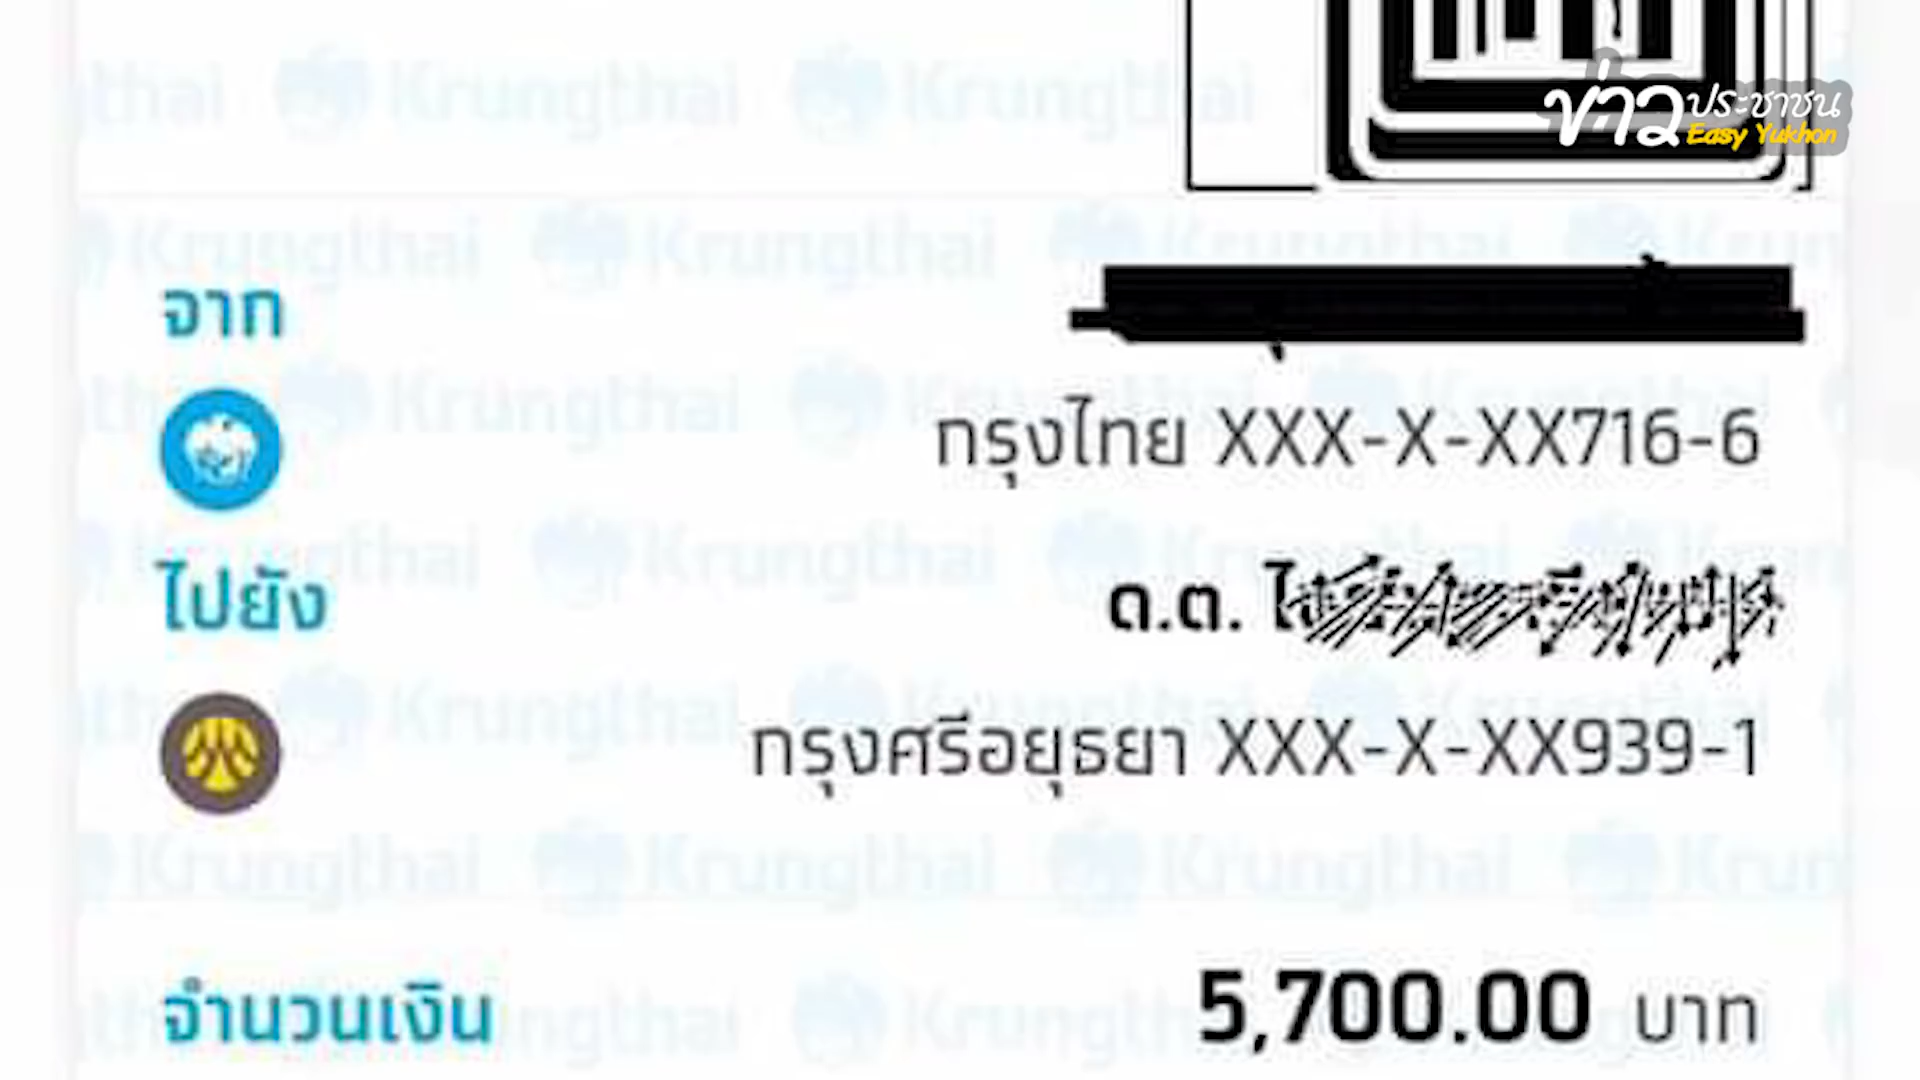 ข่าวประชาชน
Easy Yukhon
จาก
กรุงไทย XXX-X-XX716-6
ไปยัง
ด.ต.
กรุงศรีอยุธยา XXX-X-XX939-1
จำนวนเงิน
5,700.00 บาท
Krungthai